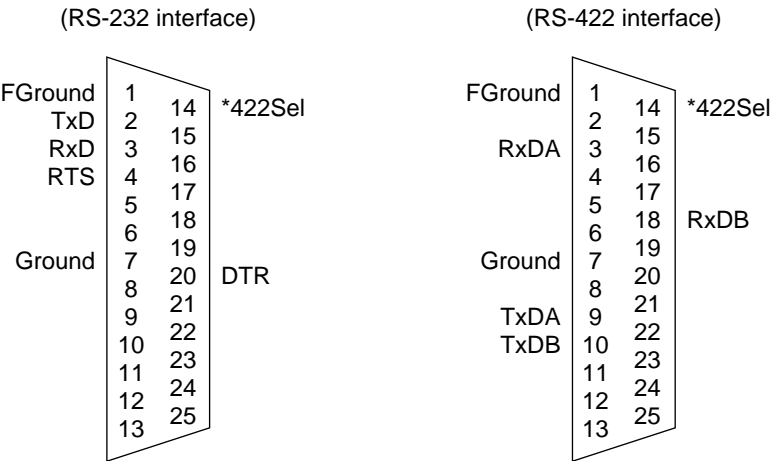 (RS-232 interface)
FGround 1 14 *422Sel
TxD 2 15
RxD 3 16
RTS 4 17
5 18
6 19
Ground 7 20 DTR
8 21
9 22
10 23
11 24
12 25
13
(RS-422 interface)
FGround 1 14 *422Sel
2 15
RxDA 3 16
4 17
5 18 RxDB
6 19
Ground 7 20
8 21
TxDA 9 22
TxDB 10 23
11 24
12 25
13